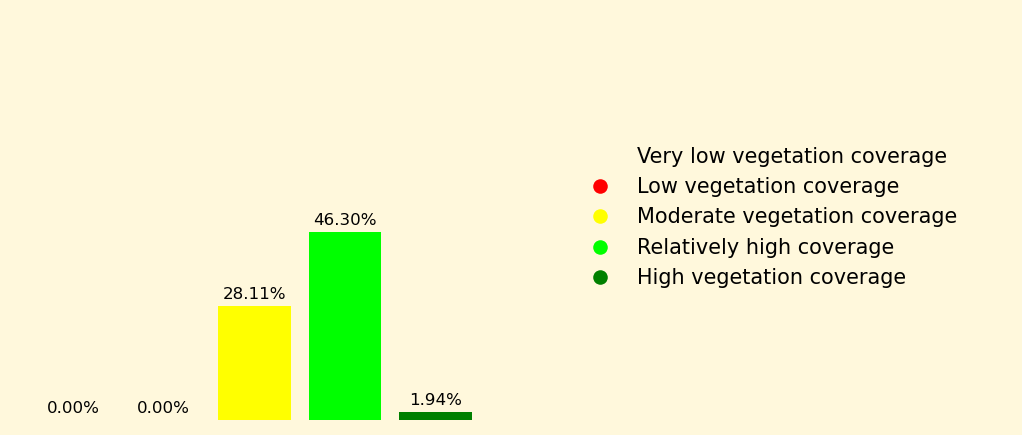 46.30%
28.11%
1.94%
0.00%
0.00%
Very low vegetation coverage
Low vegetation coverage
Moderate vegetation coverage
Relatively high coverage
High vegetation coverage